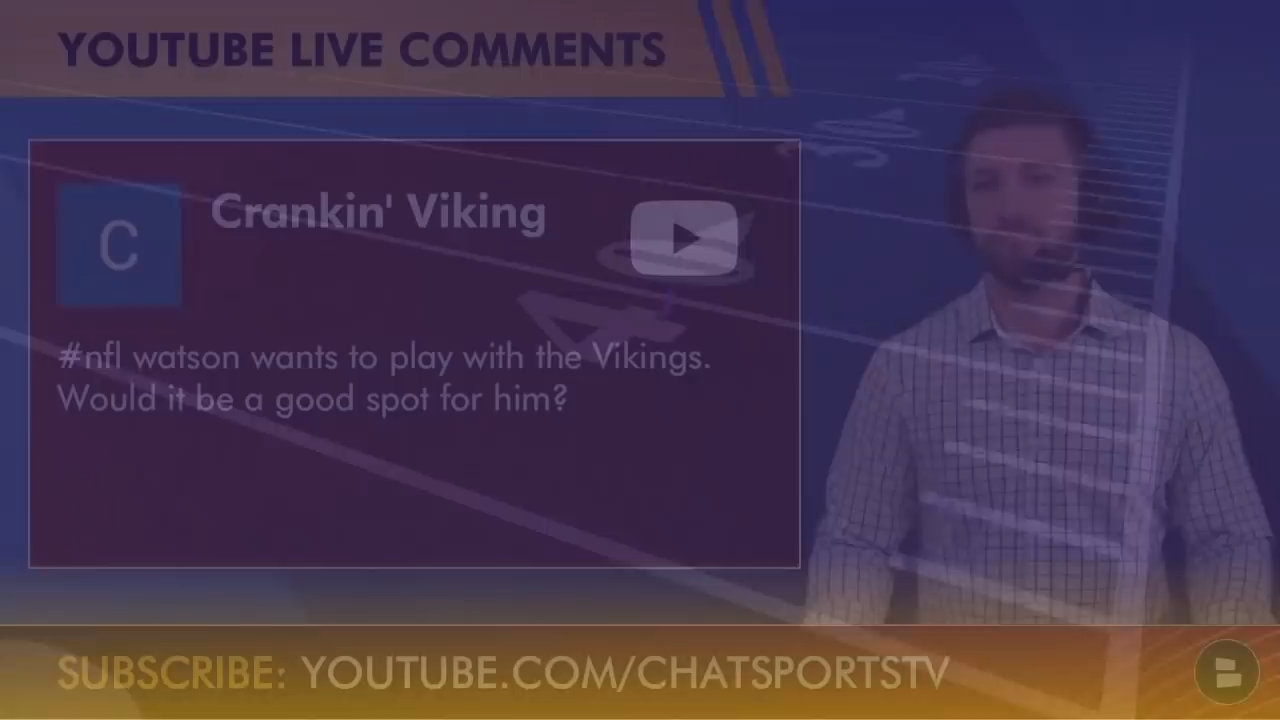 YOUTUBE LIVE COMMENTS
C
Crankin' Viking
#nfl watson wants to play with the Vikings.
Would it be a good spot for him?
SUBSCRIBE: YOUTUBE.COM/CHATSPORTSTV